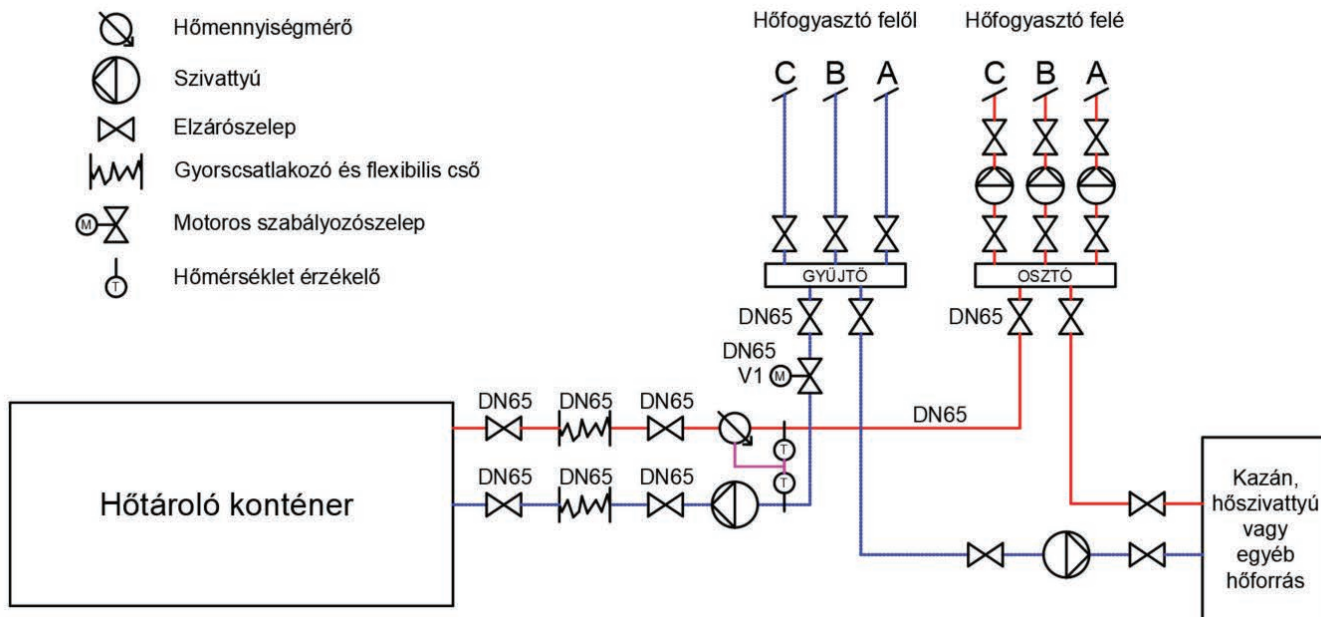 Hőmennyiségmérő
Szivattyú
Elzárószelep
Gyorscsatlakozó és flexibilis cső
M
Motoros szabályozószelep
T
Hőmérséklet érzékelő
Hőfogyasztó felől
Hőfogyasztó felé
C B A
C B A
GYŰJTŐ
OSZTÓ
DN65
DN65
DN65
V1
M
DN65 DN65 DN65
DN65
T
DN65 DN65 DN65
T
Hőtároló konténer
Kazán,
hőszivattyú
vagy
egyéb
hőforrás